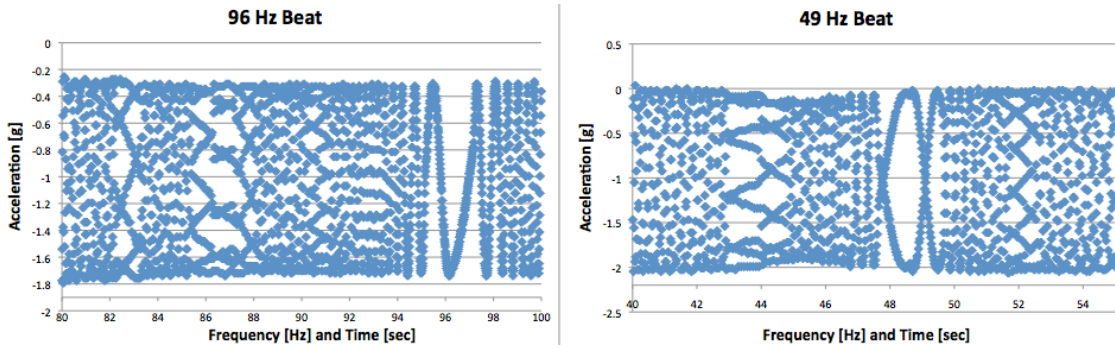 96 Hz Beat
Acceleration [g]
0
-0.2
-0.4
-0.6
-0.8
-1
-1.2
-1.4
-1.6
-1.8
-2
80 82 84 86 88 90 92 94 96 98 100
Frequency [Hz] and Time [sec]
49 Hz Beat
Acceleration [g]
0.5
0
-0.5
-1
-1.5
-2
-2.5
40 42 44 46 48 50 52 54
Frequency [Hz] and Time [sec]